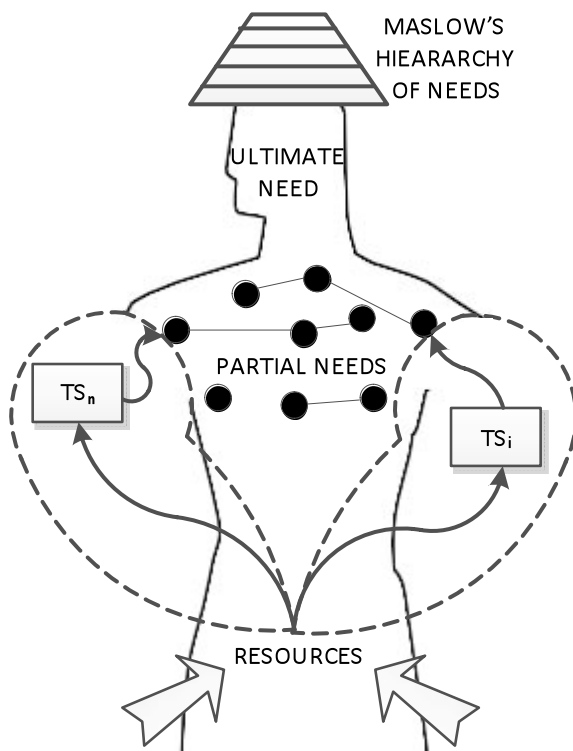 MASLOW'S
HIEARARCHY
OF NEEDS
ULTIMATE
NEED
PARTIAL NEEDS
TSn
TSi
RESOURCES